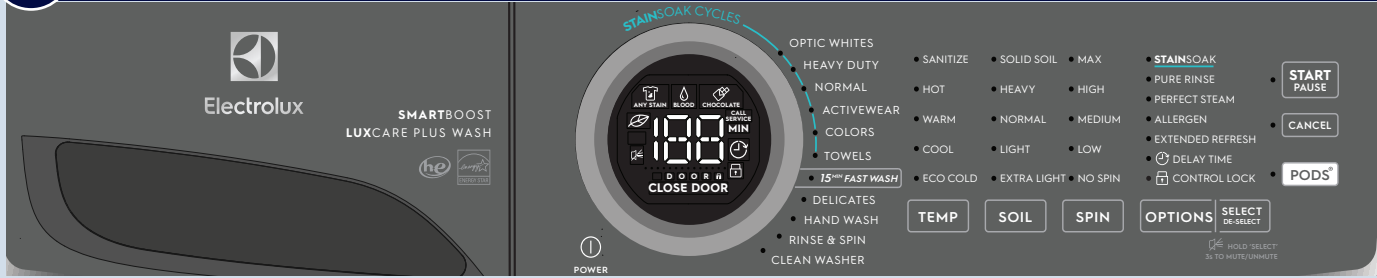 Electrolux
SMARTBOOST
LUXCARE PLUS WASH
he
ENERGY STAR
STAINSOAK CYCLES
ANY STAIN
BLOOD
CHOCOLATE
CALL
SERVICE
MIN
188
DOOR
CLOSE DOOR
POWER
OPTIC WHITES
HEAVY DUTY
NORMAL
ACTIVEWEAR
COLORS
TOWELS
15MIN FAST WASH
DELICATES
HAND WASH
RINSE & SPIN
CLEAN WASHER
SANITIZE
HOT
WARM
COOL
ECO COLD
TEMP
SOLID SOIL
HEAVY
NORMAL
LIGHT
EXTRA LIGHT
SOIL
MAX
HIGH
MEDIUM
LOW
NO SPIN
SPIN
STAINSOAK
PURE RINSE
PERFECT STEAM
ALLERGEN
EXTENDED REFRESH
DELAY TIME
CONTROL LOCK
OPTIONS
SELECT
DE-SELECT
HOLD "SELECT"
3s TO MUTE/UNMUTE
START
PAUSE
CANCEL
PODS®